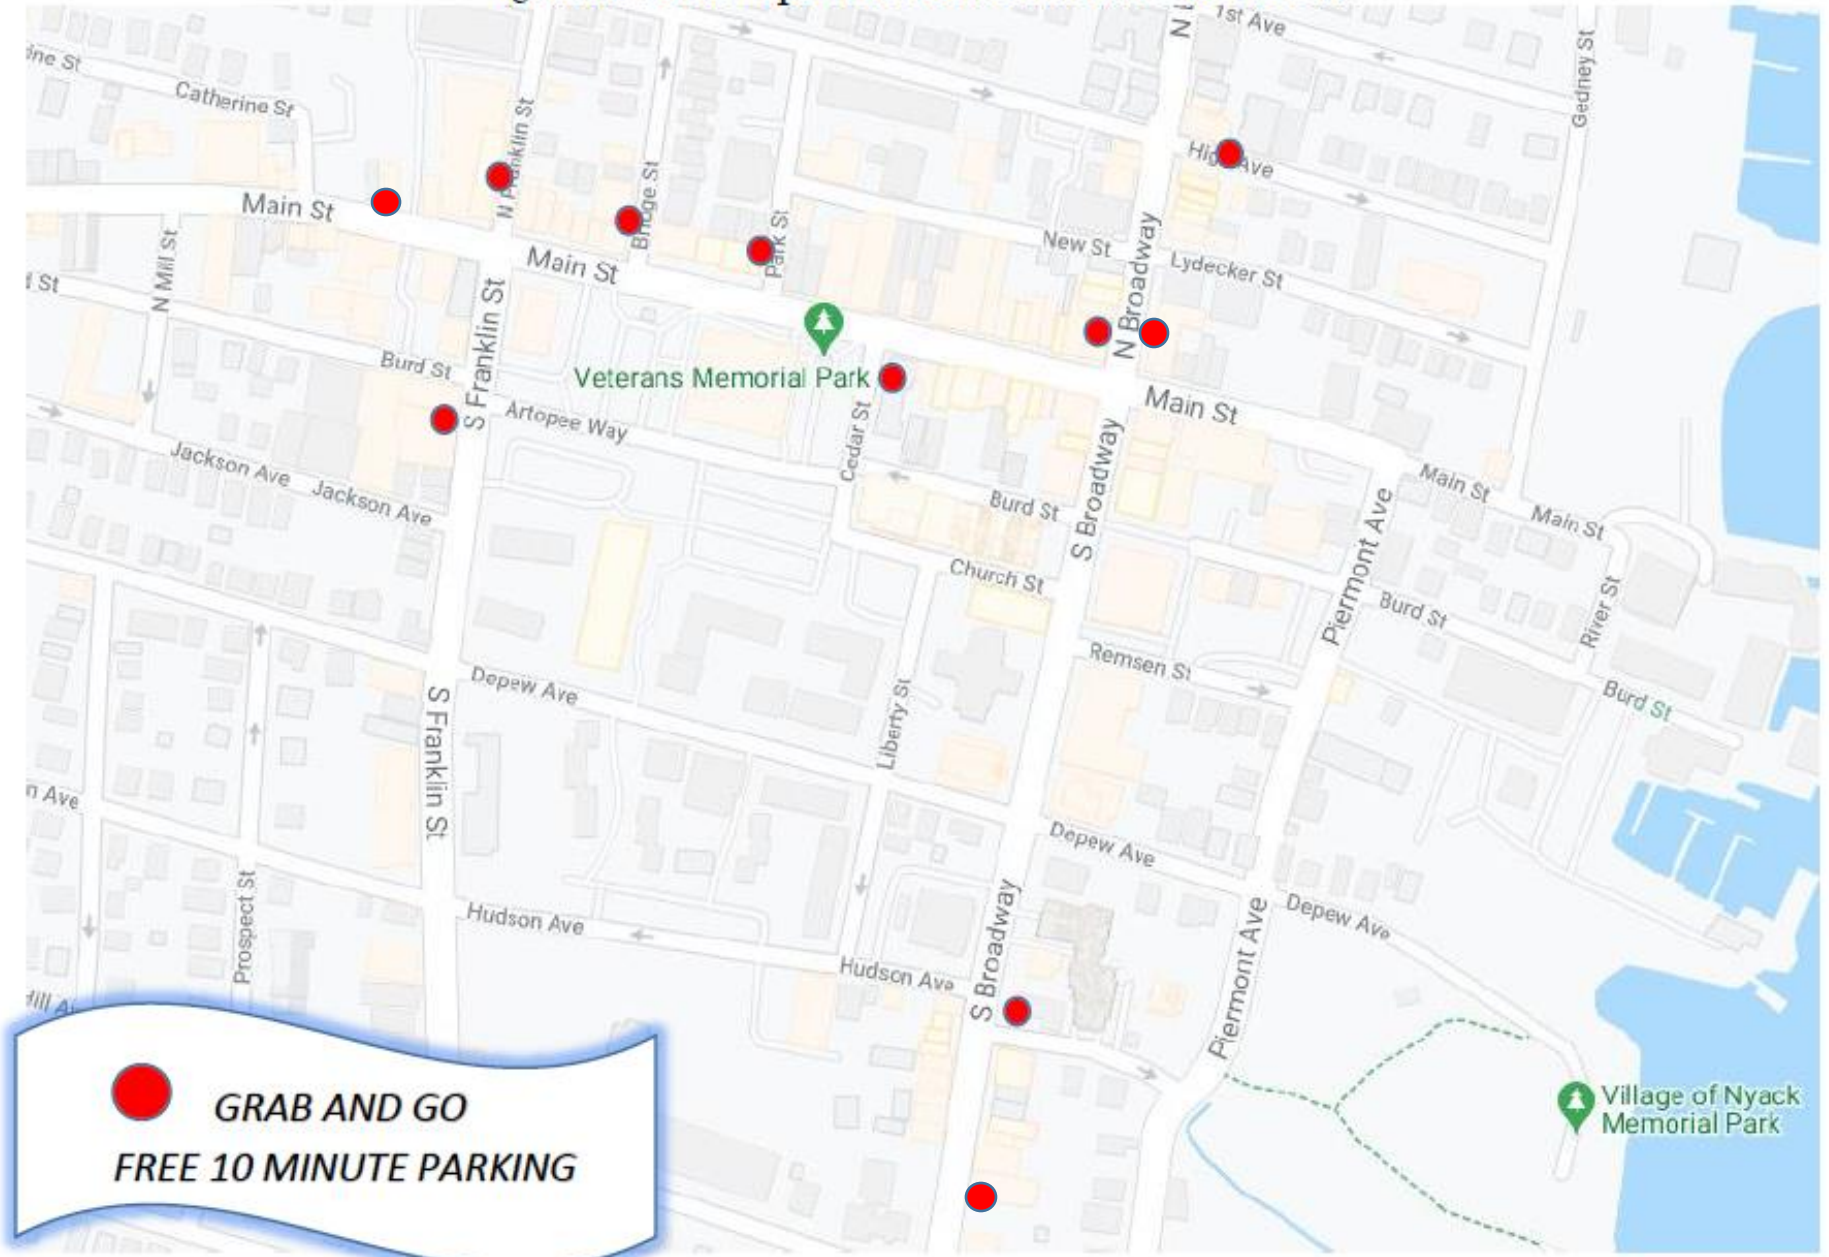 1st Ave
Gedney St
Catherine St
N Franklin St
High Ave
Main St
Bridge St
Park St
New St
N Broadway
Lydecker St
N Mill St
Main St
S Franklin St
Burd St
Veterans Memorial Park
Main St
Artopee Way
Cedar St
S Broadway
Jackson Ave
Jackson Ave
Main St
Main St
Burd St
Piermont Ave
Church St
Burd St
River St
Remsen St
Depew Ave
Liberty St
Burd St
S Franklin St
Depew Ave
Prospect St
Hudson Ave
Depew Ave
Hudson Ave
S Broadway
Piermont Ave
Village of Nyack
Memorial Park
GRAB AND GO
FREE 10 MINUTE PARKING